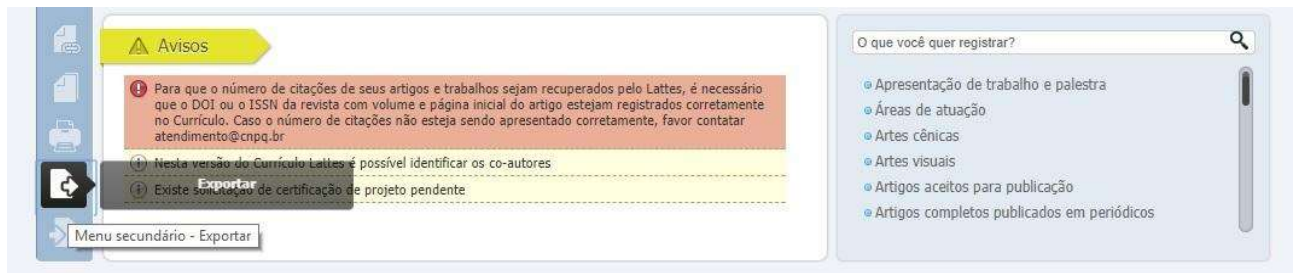 Avisos
Para que o número de citações de seus artigos e trabalhos sejam recuperados pelo Lattes, é necessário
que o DOI ou o ISSN da revista com volume e página inicial do artigo estejam registrados corretamente
no Currículo. Caso o número de citações não esteja sendo apresentado corretamente, favor contatar
atendimento@cnpq.br
Nesta versão do Currículo Lattes é possível identificar os co-autores
Existe solicitação de certificação de projeto pendente
Exportar
Menu secundário - Exportar
O que você quer registrar?
Apresentação de trabalho e palestra
Áreas de atuação
Artes cênicas
Artes visuais
Artigos aceitos para publicação
Artigos completos publicados em periódicos